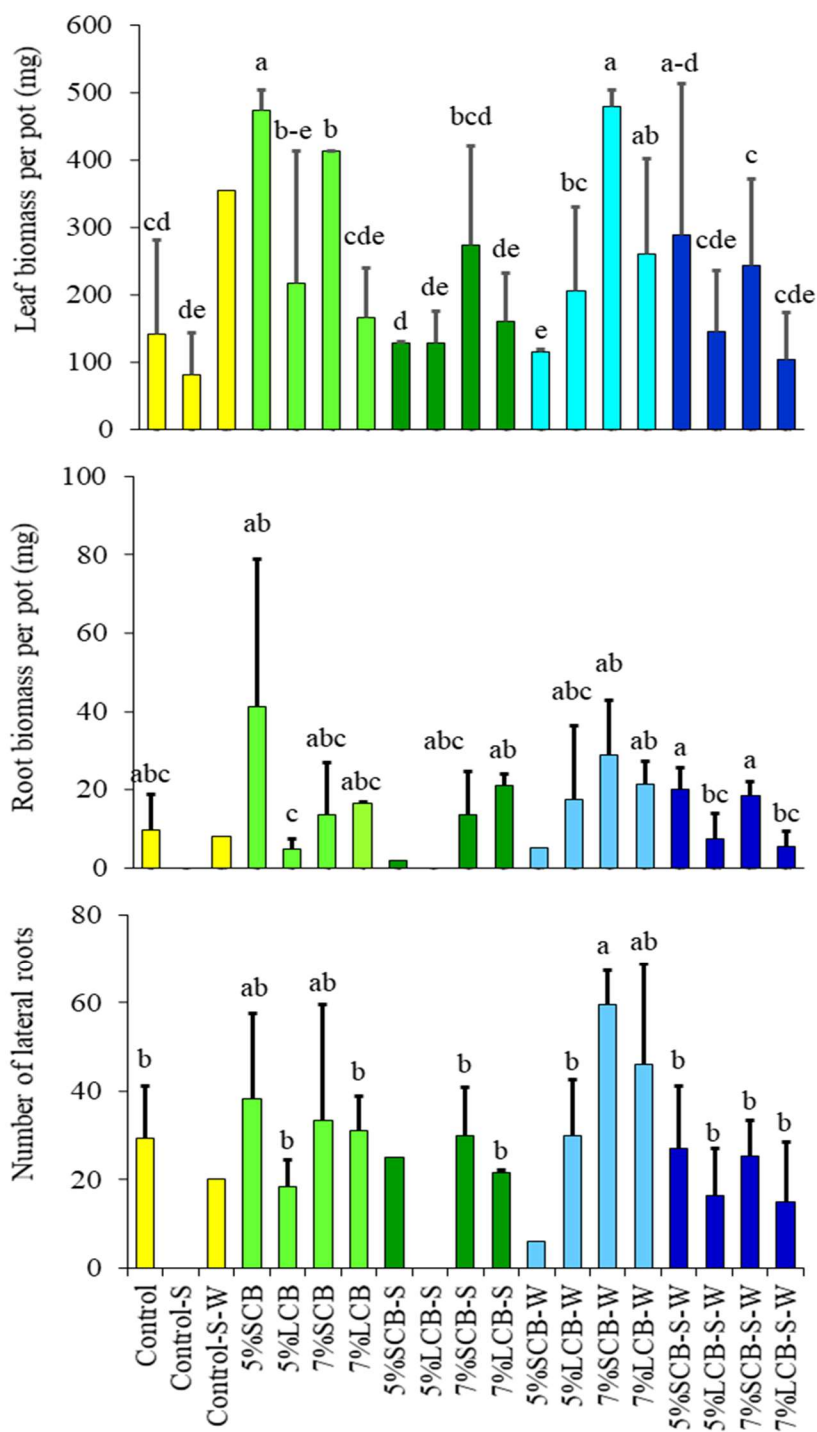 Leaf biomass per pot (mg)
600
500
400
300
200
100
0
cd
de
a
b-e
b
cde
d
de
bcd
de
e
bc
a
ab
a-d
cde
c
cde
Root biomass per pot (mg)
100
80
60
40
20
0
abc
ab
c
abc
abc
abc
ab
abc
ab
ab
a
bc
a
bc
Number of lateral roots
80
60
40
20
0
b
ab
b
ab
b
b
b
b
a
ab
b
b
b
b
Control
Control-S
Control-S-W
5%SCB
5%LCB
7%SCB
7%LCB
5%SCB-S
5%LCB-S
7%SCB-S
7%LCB-S
5%SCB-W
5%LCB-W
7%SCB-W
7%LCB-W
5%SCB-S-W
5%LCB-S-W
7%SCB-S-W
7%LCB-S-W